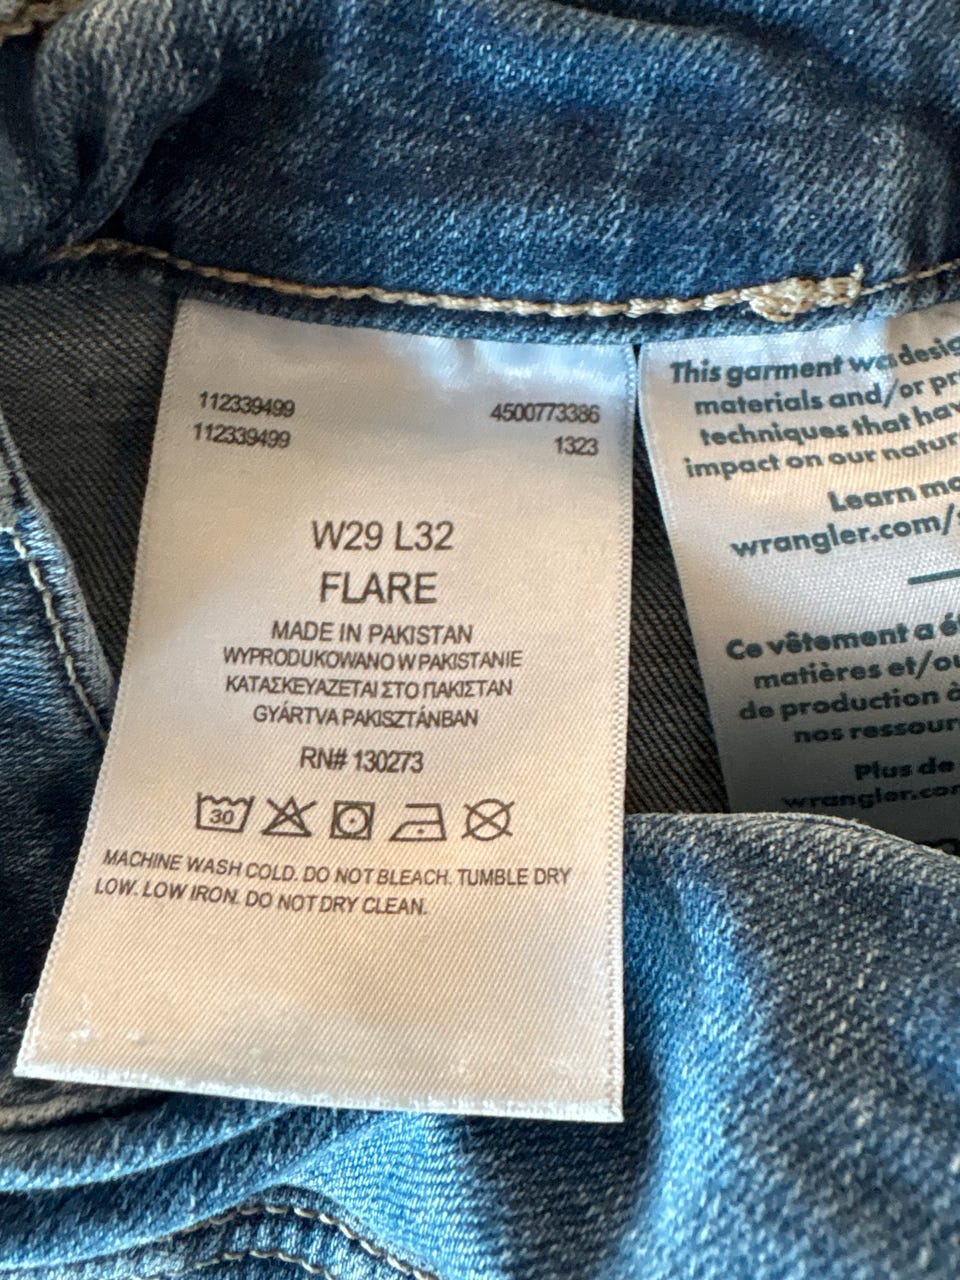 112339499 4500773386
112339499 1323
W29 L32
FLARE
MADE IN PAKISTAN
WYPRODUKOWANO W PAKISTANIE
ΚΑΤΑΣΚΕΥΑΖΕΤΑΙ ΣΤΟ ΠΑΚΙΣΤΑΝ
GYÁRTVA PAKISZTÁNBAN
RN# 130273
30
MACHINE WASH COLD. DO NOT BLEACH. TUMBLE DRY
LOW. LOW IRON. DO NOT DRY CLEAN.
This garment was
materials and/or
techniques that
impact on our
Learn
wrangler.com/
Ce vêtement a
matières et/ou
de production à
nos
Plus de